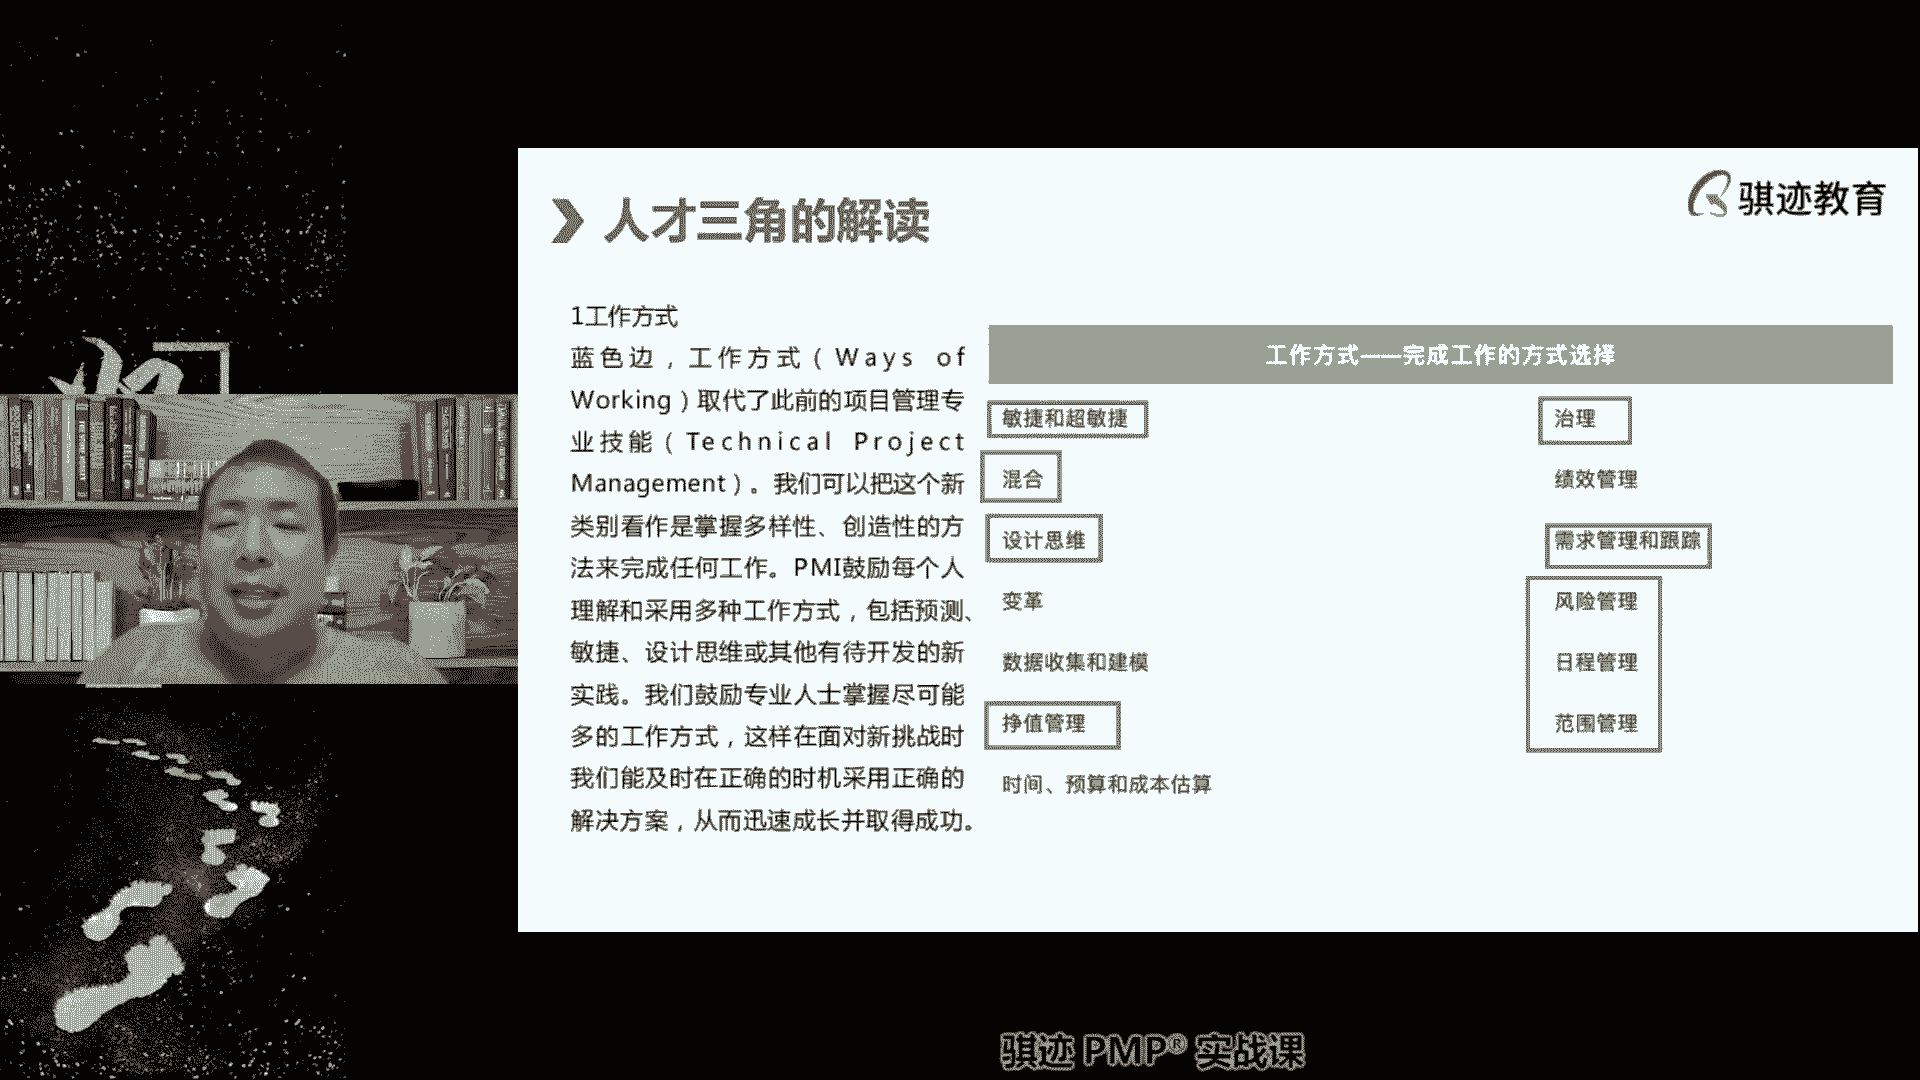 骐迹教育
人才三角的解读
1工作方式
蓝色边，工作方式（Ways of
Working）取代了此前的项目管理专
业技能（Technical Project
Management）。我们可以把这个新
类别看作是掌握多样性、创造性的方
法来完成任何工作。PMI鼓励每个人
理解和采用多种工作方式，包括预测、
敏捷、设计思维或其他有待开发的新
实践。我们鼓励专业人士掌握尽可能
多的工作方式，这样在面对新挑战时
我们能及时在正确的时机采用正确的
解决方案，从而迅速成长并取得成功。
工作方式——完成工作的方式选择
敏捷和超敏捷
混合
设计思维
变革
数据收集和建模
挣值管理
时间、预算和成本估算
治理
绩效管理
需求管理和跟踪
风险管理
日程管理
范围管理
骐迹 PMP® 实战课